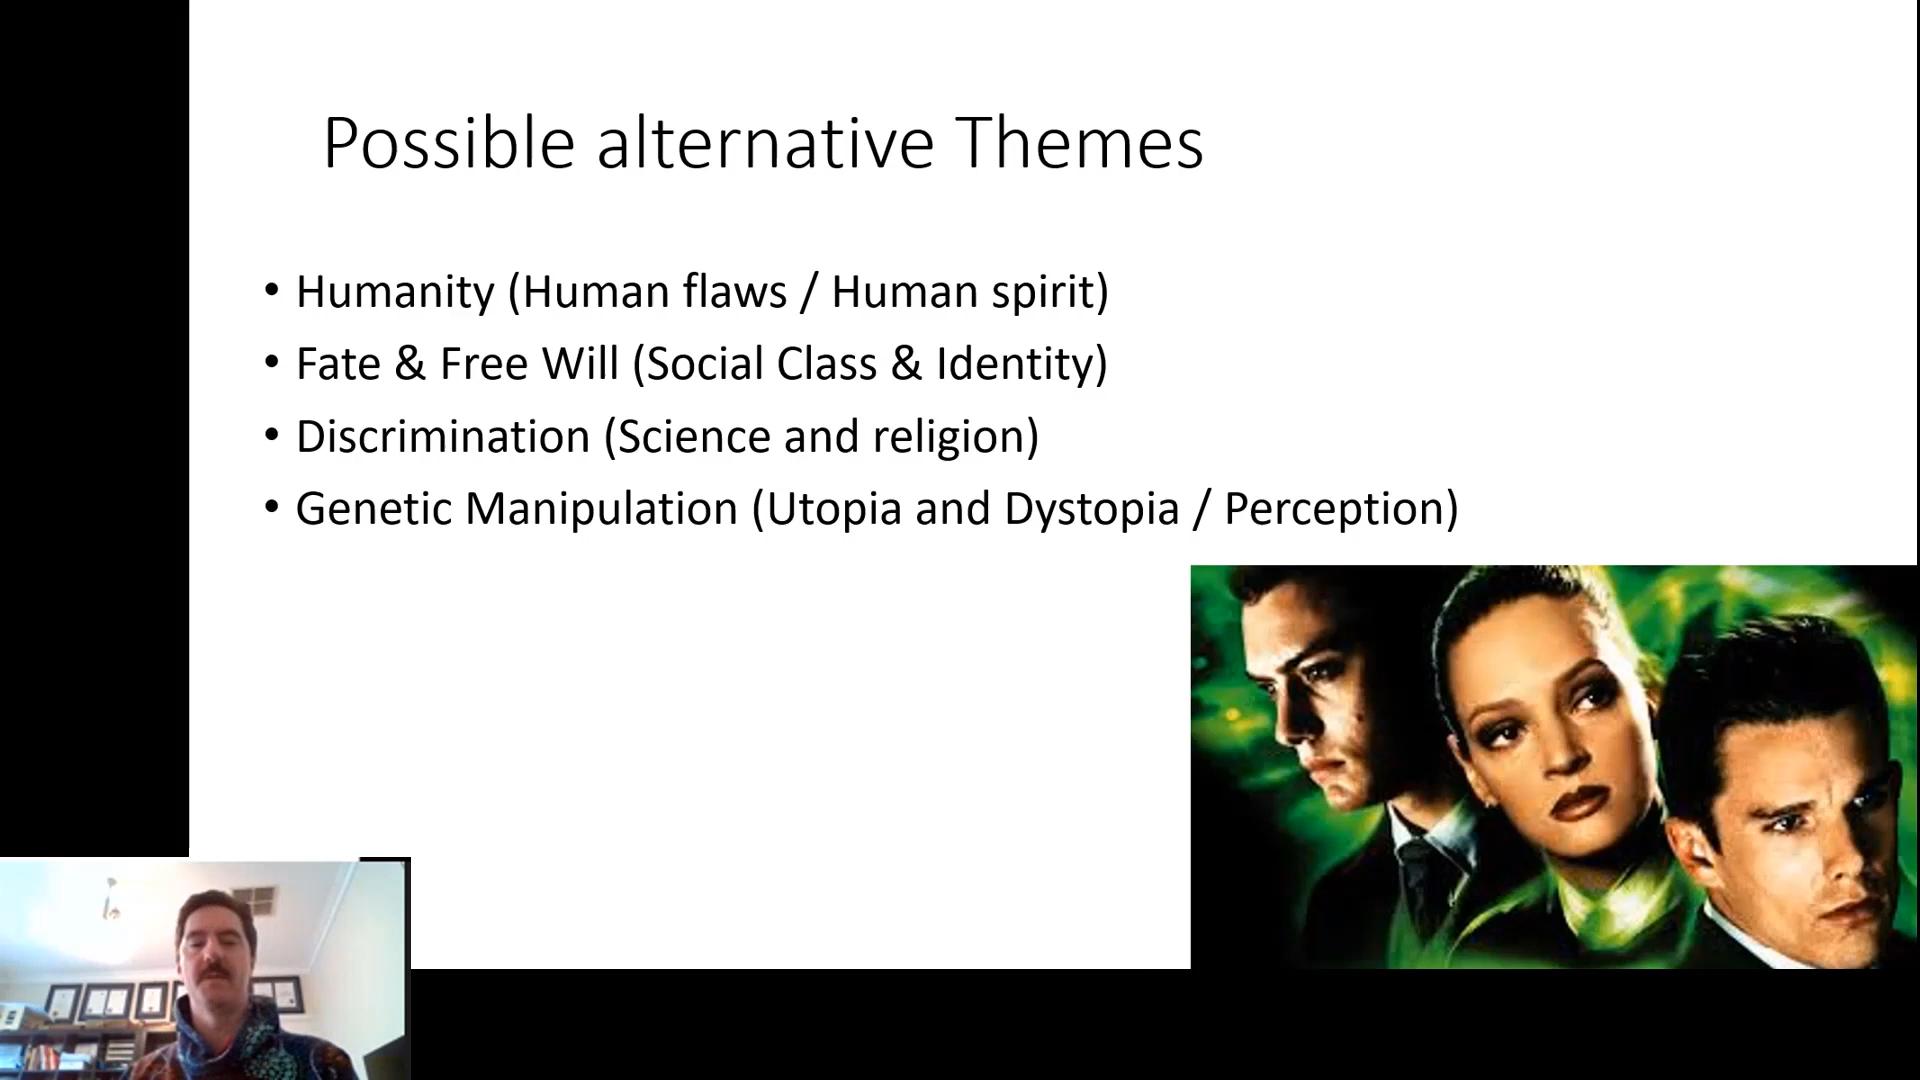 Possible alternative Themes
• Humanity (Human flaws / Human spirit)
• Fate & Free Will (Social Class & Identity)
• Discrimination (Science and religion)
• Genetic Manipulation (Utopia and Dystopia / Perception)